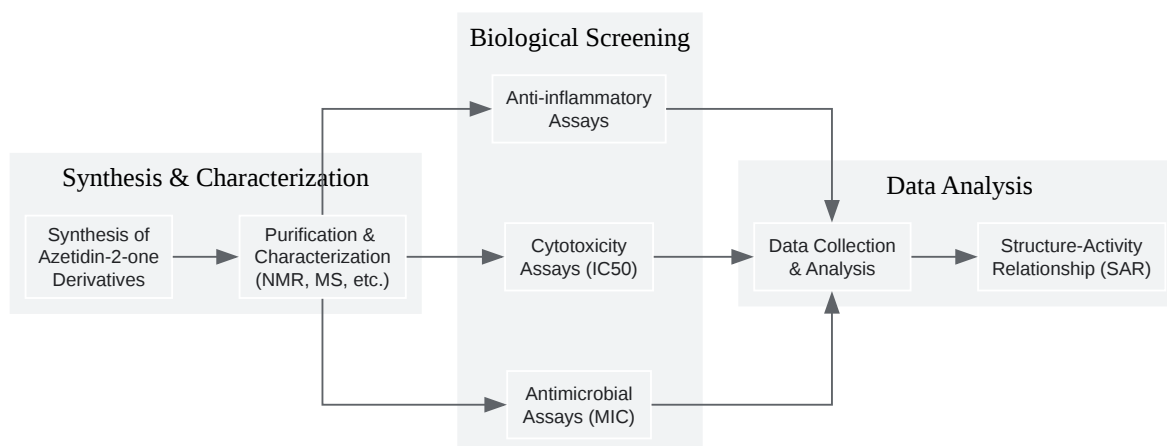 Synthesis & Characterization
Synthesis of
Azetidin-2-one
Derivatives
Purification &
Characterization
(NMR, MS, etc.)
Biological Screening
Anti-inflammatory
Assays
Cytotoxicity
Assays (IC50)
Antimicrobial
Assays (MIC)
Data Analysis
Data Collection
& Analysis
Structure-Activity
Relationship (SAR)